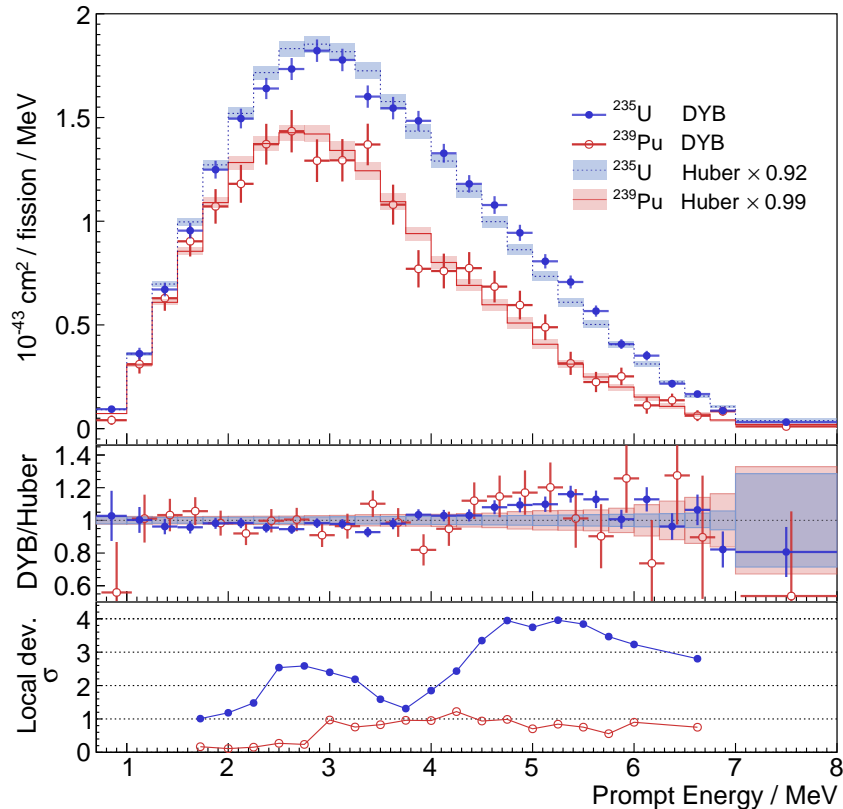 2
1.5
1
0.5
0
10⁻⁴³ cm² / fission / MeV
²³⁵U DYB
²³⁹Pu DYB
²³⁵U Huber × 0.92
²³⁹Pu Huber × 0.99
1.4
1.2
1.0
0.8
0.6
DYB/Huber
4
3
2
1
0
Local dev.
σ
1 2 3 4 5 6 7 8
Prompt Energy / MeV